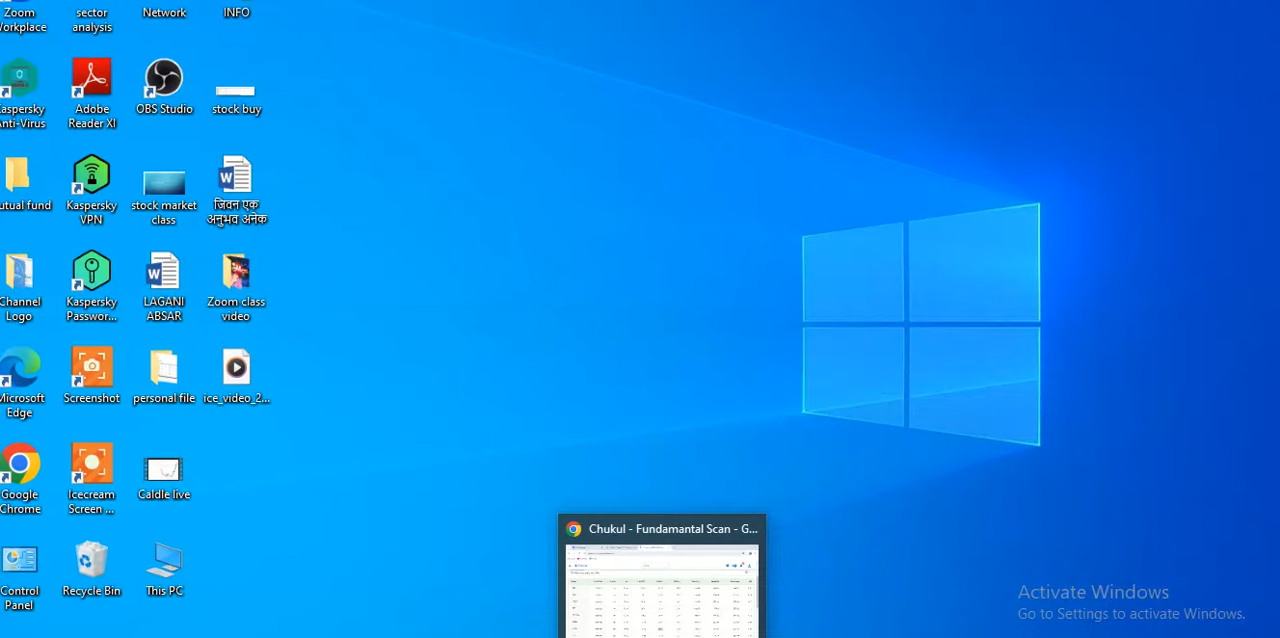 Zoom
Workplace
sector
analysis
Network
INFO
Kaspersky
Anti-Virus
Adobe
Reader XI
OBS Studio
stock buy
mutual fund
Kaspersky
VPN
stock market
class
जिवन एक
अनुभव अनेक
Channel
Logo
Kaspersky
Passwor...
LAGANI
ABSAR
Zoom class
video
Microsoft
Edge
Screenshot
personal file
ice_video_2...
Google
Chrome
Icecream
Screen ...
Caldle live
Control
Panel
Recycle Bin
This PC
Chukul - Fundamantal Scan - G...
Activate Windows
Go to Settings to activate Windows.